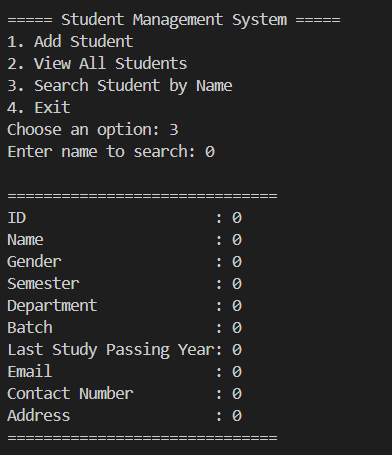 ===== Student Management System =====
1. Add Student
2. View All Students
3. Search Student by Name
4. Exit
Choose an option: 3
Enter name to search: 0

==============================
ID                     : 0
Name                   : 0
Gender                 : 0
Semester               : 0
Department             : 0
Batch                  : 0
Last Study Passing Year: 0
Email                  : 0
Contact Number         : 0
Address                : 0
==============================